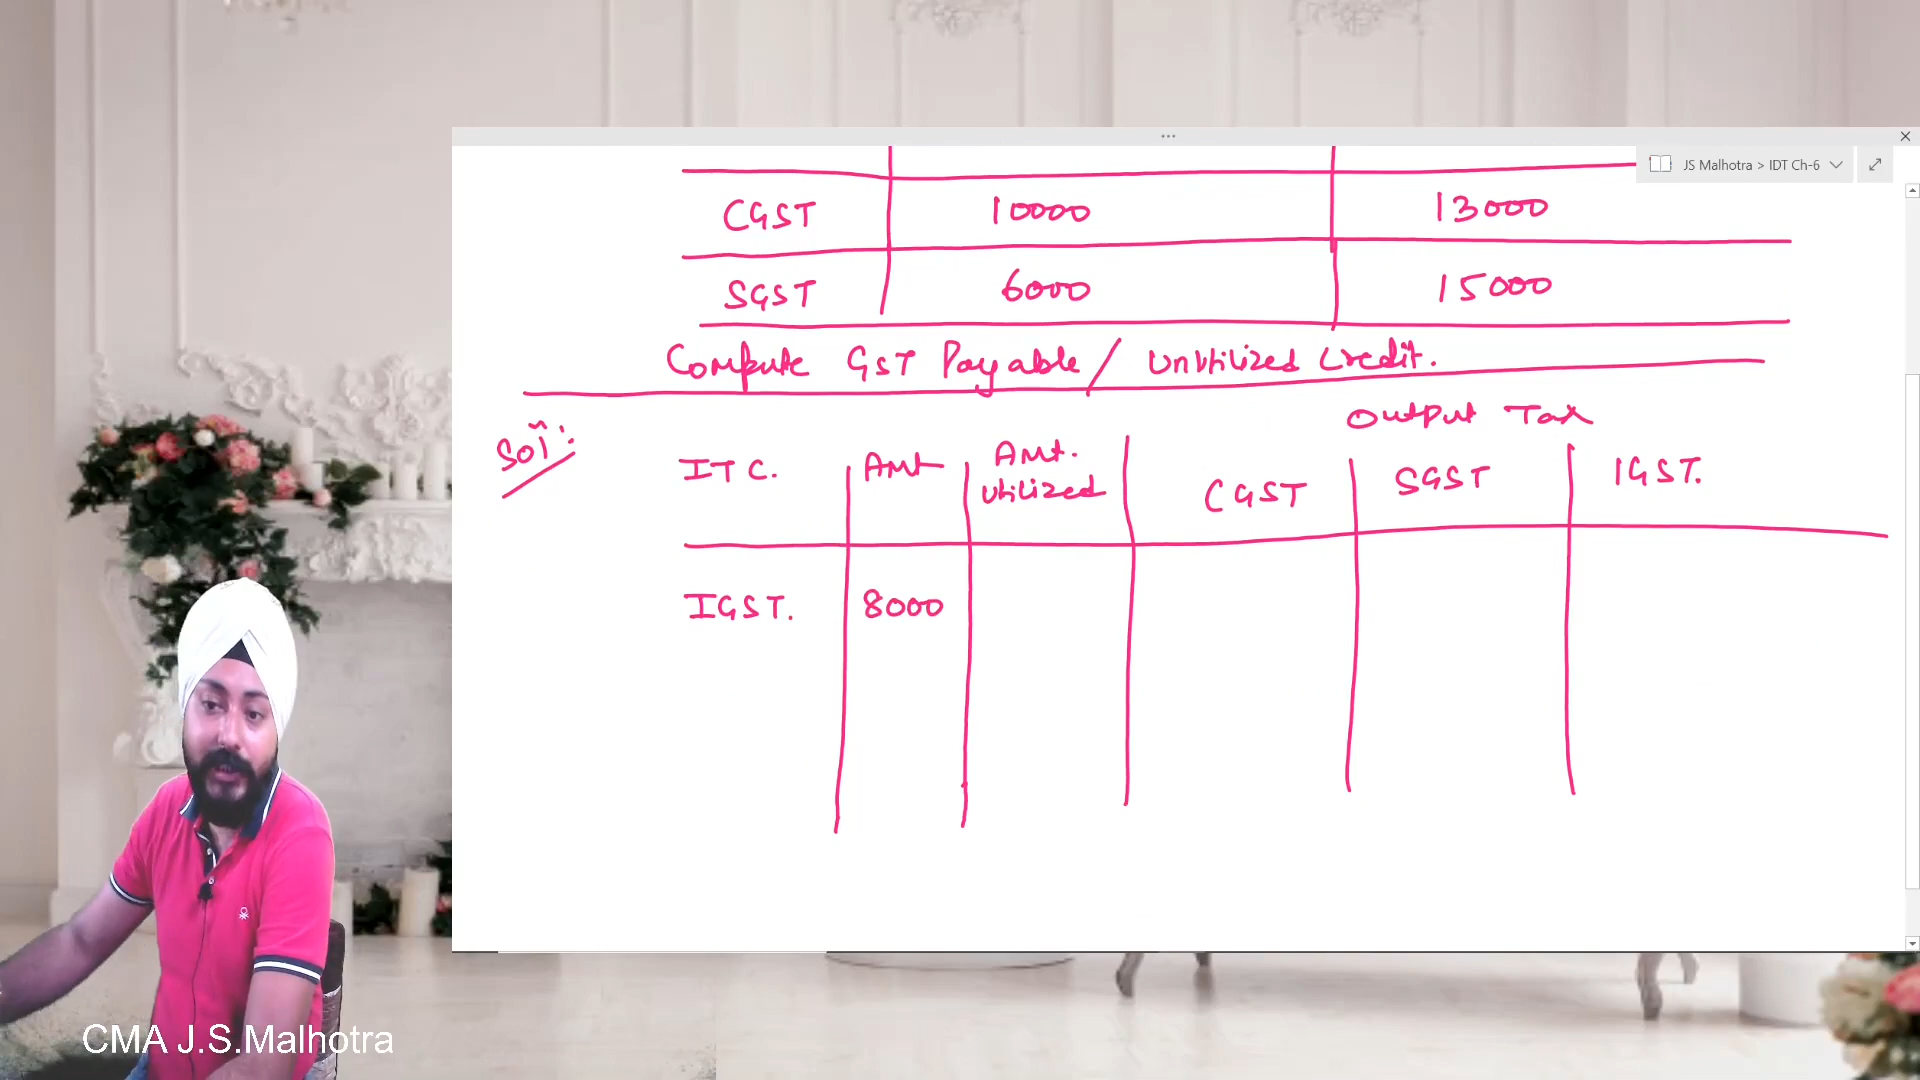 JS Malhotra > IDT Ch-6
CGST 10000 13000
SGST 6000 15000
Compute GST Payable / Unutilized Credit.
Output Tax
Soln:
ITC. Amt Amt. utilized CGST SGST IGST.
IGST. 8000
CMA J.S.Malhotra